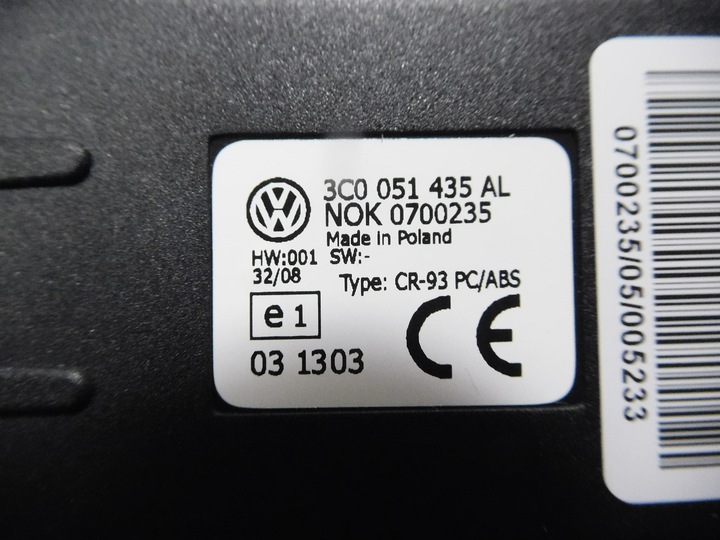 3C0 051 435 AL
NOK 0700235
Made in Poland
HW:001 SW:-
32/08
Type: CR-93 PC/ABS
e1
CE
03 1303
0700235/05/005233